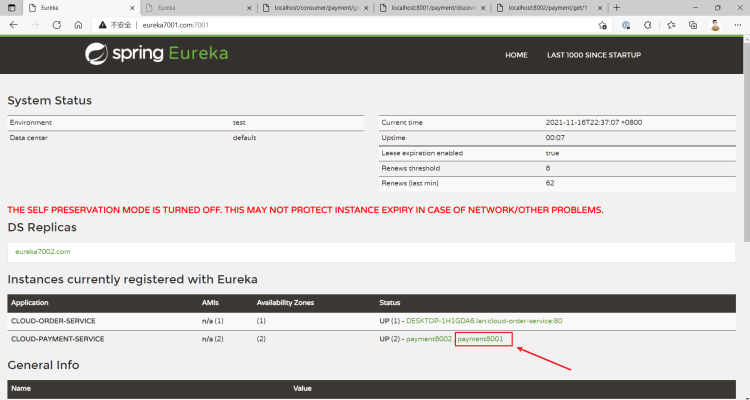 Eureka
Eureka
localhost/consumer/payment/ge
localhost:8001/payment/discove
localhost:8002/payment/get/1
不安全
eureka7001.com:7001
spring Eureka
HOME
LAST 1000 SINCE STARTUP
System Status
Environment test
Data center default
Current time 2021-11-16T22:37:07 +0800
Uptime 00:07
Lease expiration enabled true
Renews threshold 6
Renews (last min) 62
THE SELF PRESERVATION MODE IS TURNED OFF. THIS MAY NOT PROTECT INSTANCE EXPIRY IN CASE OF NETWORK/OTHER PROBLEMS.
DS Replicas
eureka7002.com
Instances currently registered with Eureka
Application AMIs Availability Zones Status
CLOUD-ORDER-SERVICE n/a (1) (1) UP (1) - DESKTOP-1H1GDA6.lan:cloud-order-service:80
CLOUD-PAYMENT-SERVICE n/a (2) (2) UP (2) - payment8002 , payment8001
General Info
Name Value